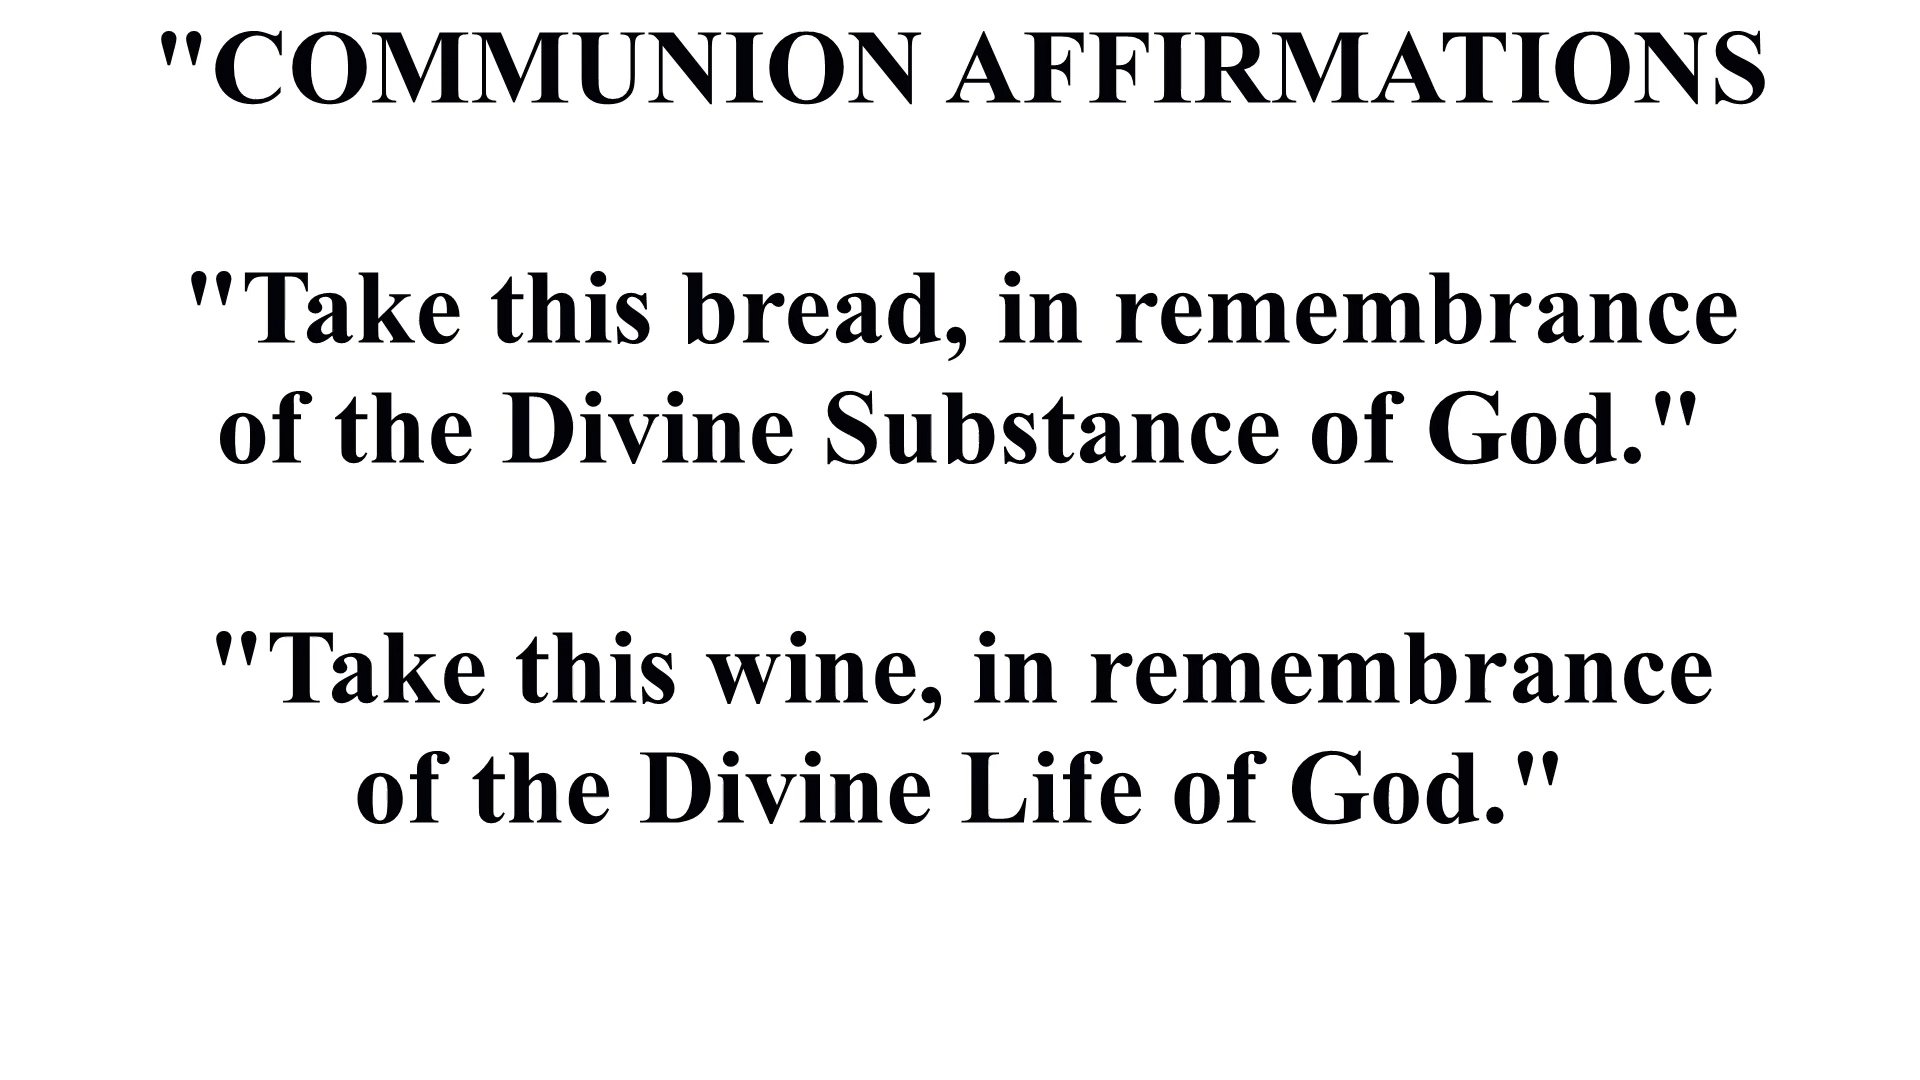 "COMMUNION AFFIRMATIONS
"Take this bread, in remembrance
of the Divine Substance of God."
"Take this wine, in remembrance
of the Divine Life of God."